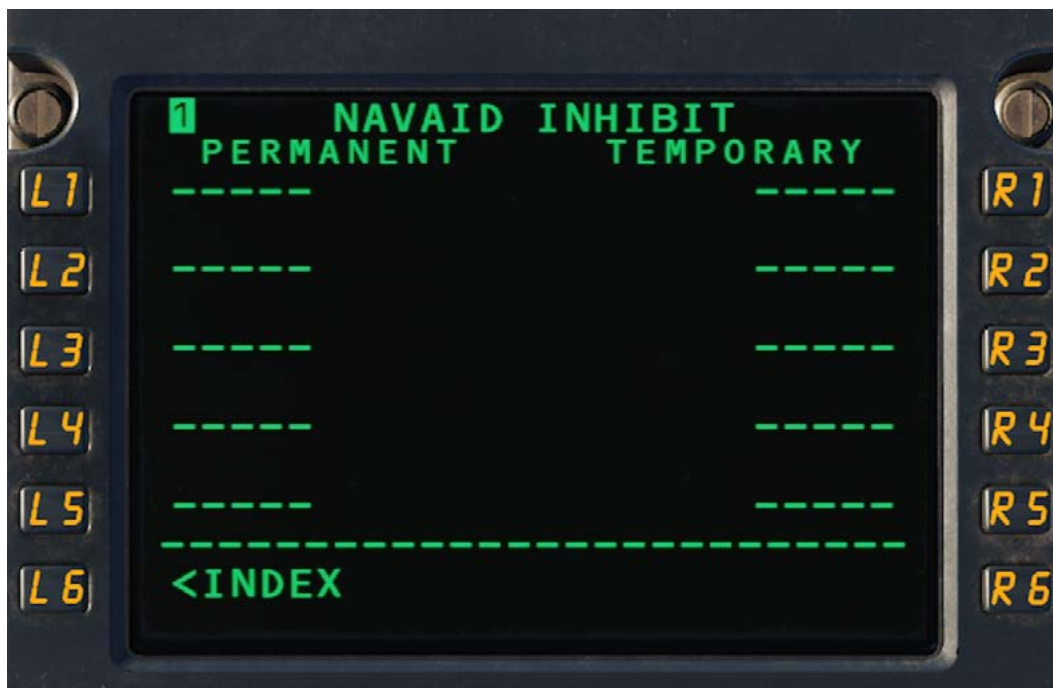 1 NAVAID INHIBIT
PERMANENT TEMPORARY
L1 ----- ----- R1
L2 ----- ----- R2
L3 ----- ----- R3
L4 ----- ----- R4
L5 ----- ----- R5
--------------------------
L6 <INDEX R6